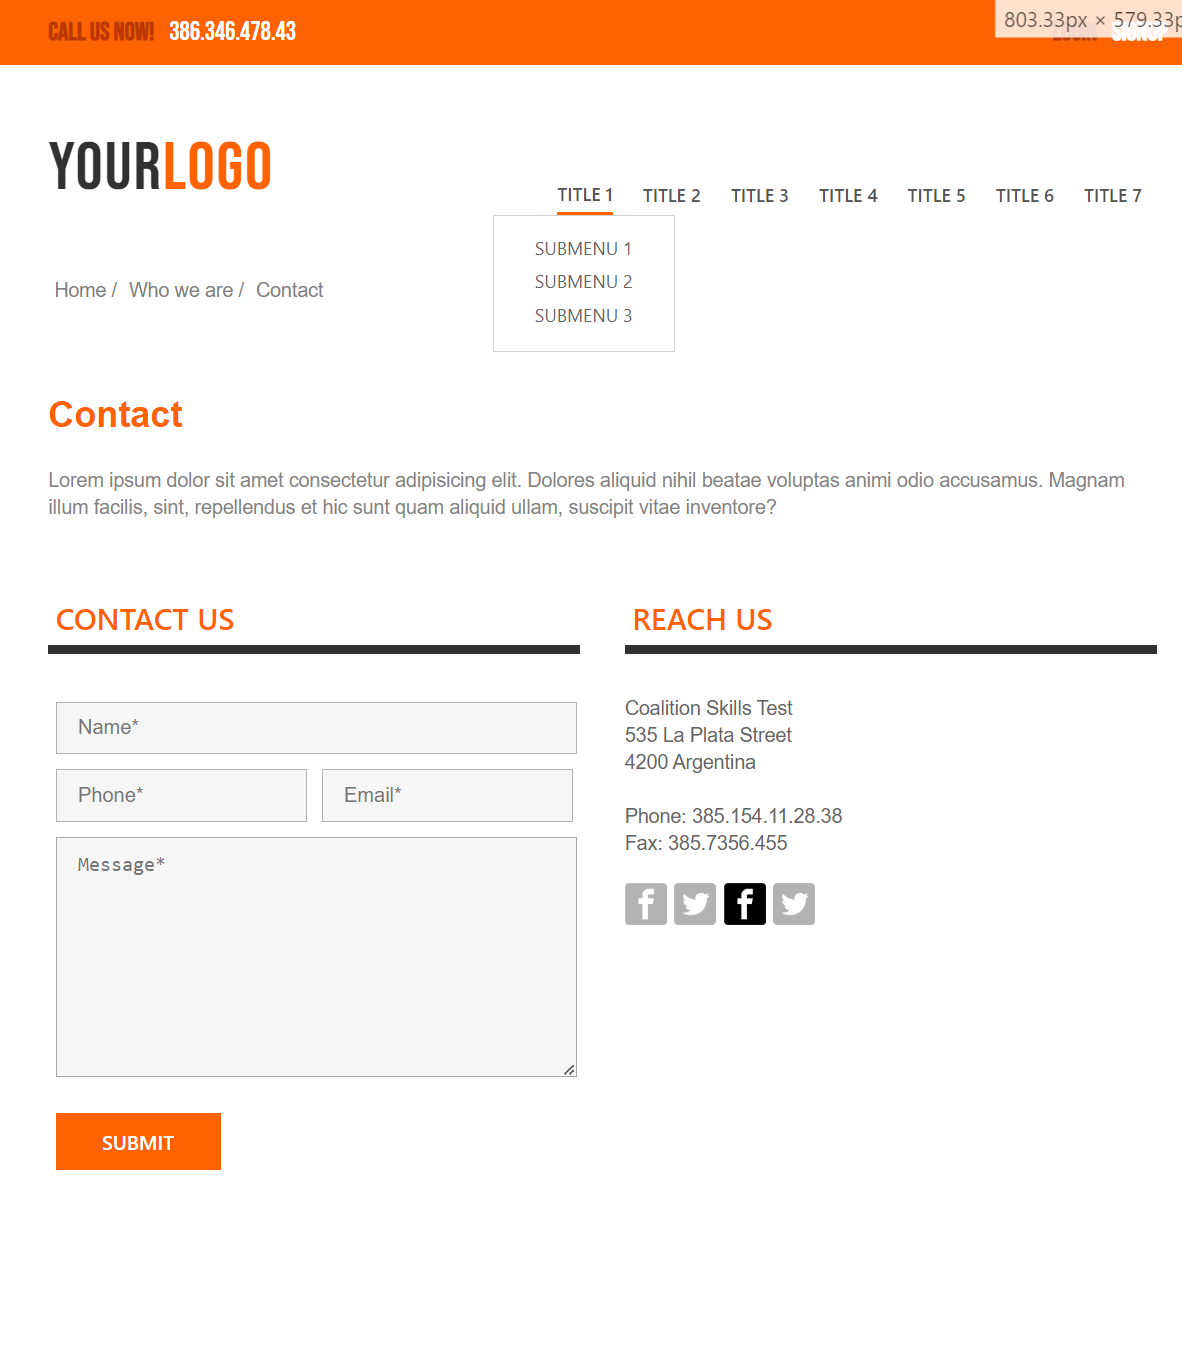 CALL US NOW! 386.346.478.43
803.33px × 579.33p
LOGIN SIGNUP
YOURLOGO
TITLE 1 TITLE 2 TITLE 3 TITLE 4 TITLE 5 TITLE 6 TITLE 7
SUBMENU 1
SUBMENU 2
SUBMENU 3
Home / Who we are / Contact
Contact
Lorem ipsum dolor sit amet consectetur adipisicing elit. Dolores aliquid nihil beatae voluptas animi odio accusamus. Magnam
illum facilis, sint, repellendus et hic sunt quam aliquid ullam, suscipit vitae inventore?
CONTACT US
Name*
Phone* Email*
Message*
SUBMIT
REACH US
Coalition Skills Test
535 La Plata Street
4200 Argentina
Phone: 385.154.11.28.38
Fax: 385.7356.455